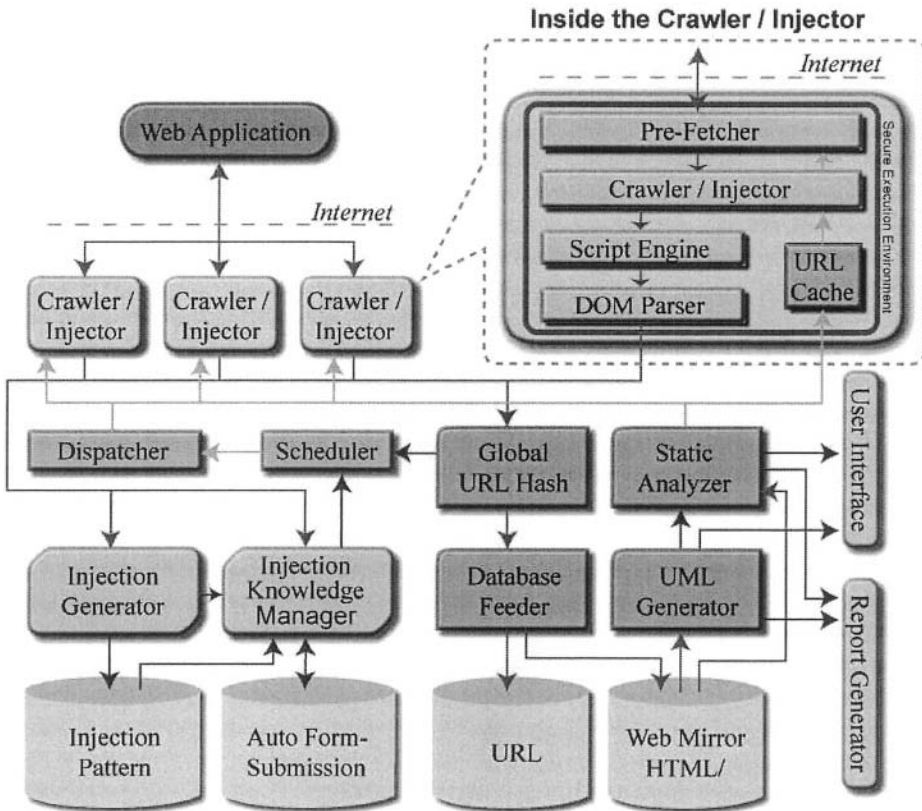 Inside the Crawler / Injector
Internet
Web Application
Pre-Fetcher
Crawler / Injector
Internet
Script Engine
URL
Cache
DOM Parser
Secure Execution Environment
Crawler /
Injector
Crawler /
Injector
Crawler /
Injector
Dispatcher
Scheduler
Global
URL Hash
Static
Analyzer
User Interface
Injection
Generator
Injection
Knowledge
Manager
Database
Feeder
UML
Generator
Report Generator
Injection
Pattern
Auto Form-
Submission
URL
Web Mirror
HTML/